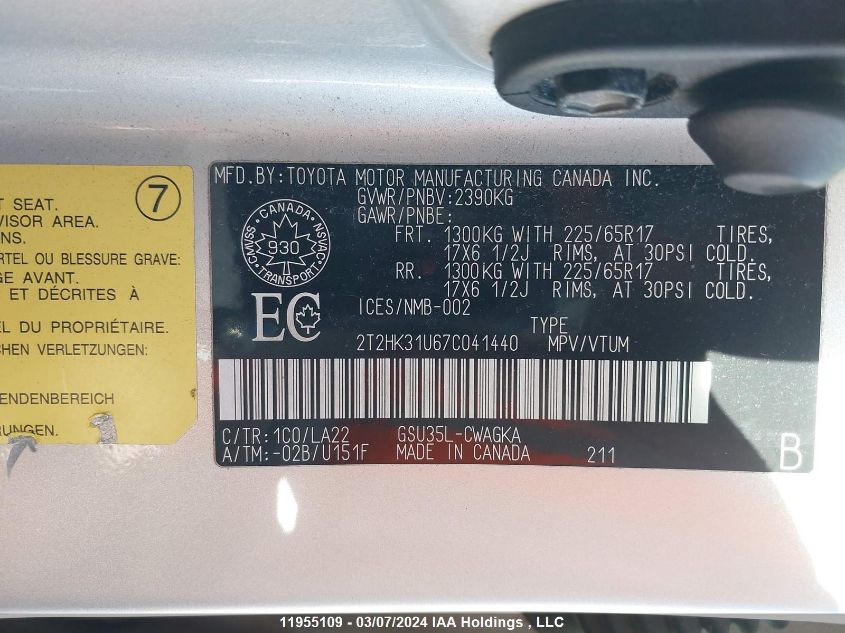 7
SEAT.
VISOR AREA.
RTEL OU BLESSURE GRAVE:
GE AVANT.
ET DÉCRITES À
EL DU PROPRIÉTAIRE.
CHEN VERLETZUNGEN:
ENDENBEREICH
RUNGEN.
MFD.BY:TOYOTA MOTOR MANUFACTURING CANADA INC.
GVWR/PNBV:2390KG
GAWR/PNBE:
FRT. 1300KG WITH 225/65R17 TIRES,
17X6 1/2J RIMS, AT 30PSI COLD.
RR. 1300KG WITH 225/65R17 TIRES,
17X6 1/2J RIMS, AT 30PSI COLD.
CANADA
CMVSS
930
NSVAC
TRANSPORT
EC
ICES/NMB-002
TYPE
2T2HK31U67C041440 MPV/VTUM
C/TR:1C0/LA22 GSU35L-CWAGKA
A/TM:-02B/U151F MADE IN CANADA 211 B
11955109 - 03/07/2024 IAA Holdings , LLC